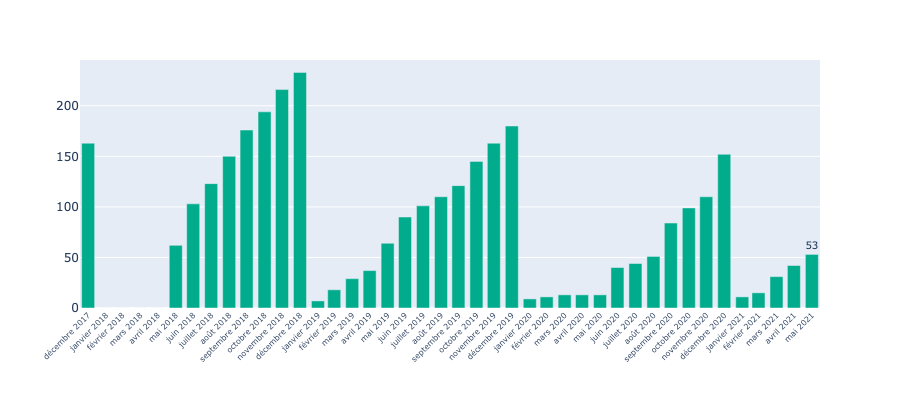 200
150
100
50
0
53
décembre 2017
janvier 2018
février 2018
mars 2018
avril 2018
mai 2018
juin 2018
juillet 2018
août 2018
septembre 2018
octobre 2018
novembre 2018
décembre 2018
janvier 2019
février 2019
mars 2019
avril 2019
mai 2019
juin 2019
juillet 2019
août 2019
septembre 2019
octobre 2019
novembre 2019
décembre 2019
janvier 2020
février 2020
mars 2020
avril 2020
mai 2020
juin 2020
juillet 2020
août 2020
septembre 2020
octobre 2020
novembre 2020
décembre 2020
janvier 2021
février 2021
mars 2021
avril 2021
mai 2021